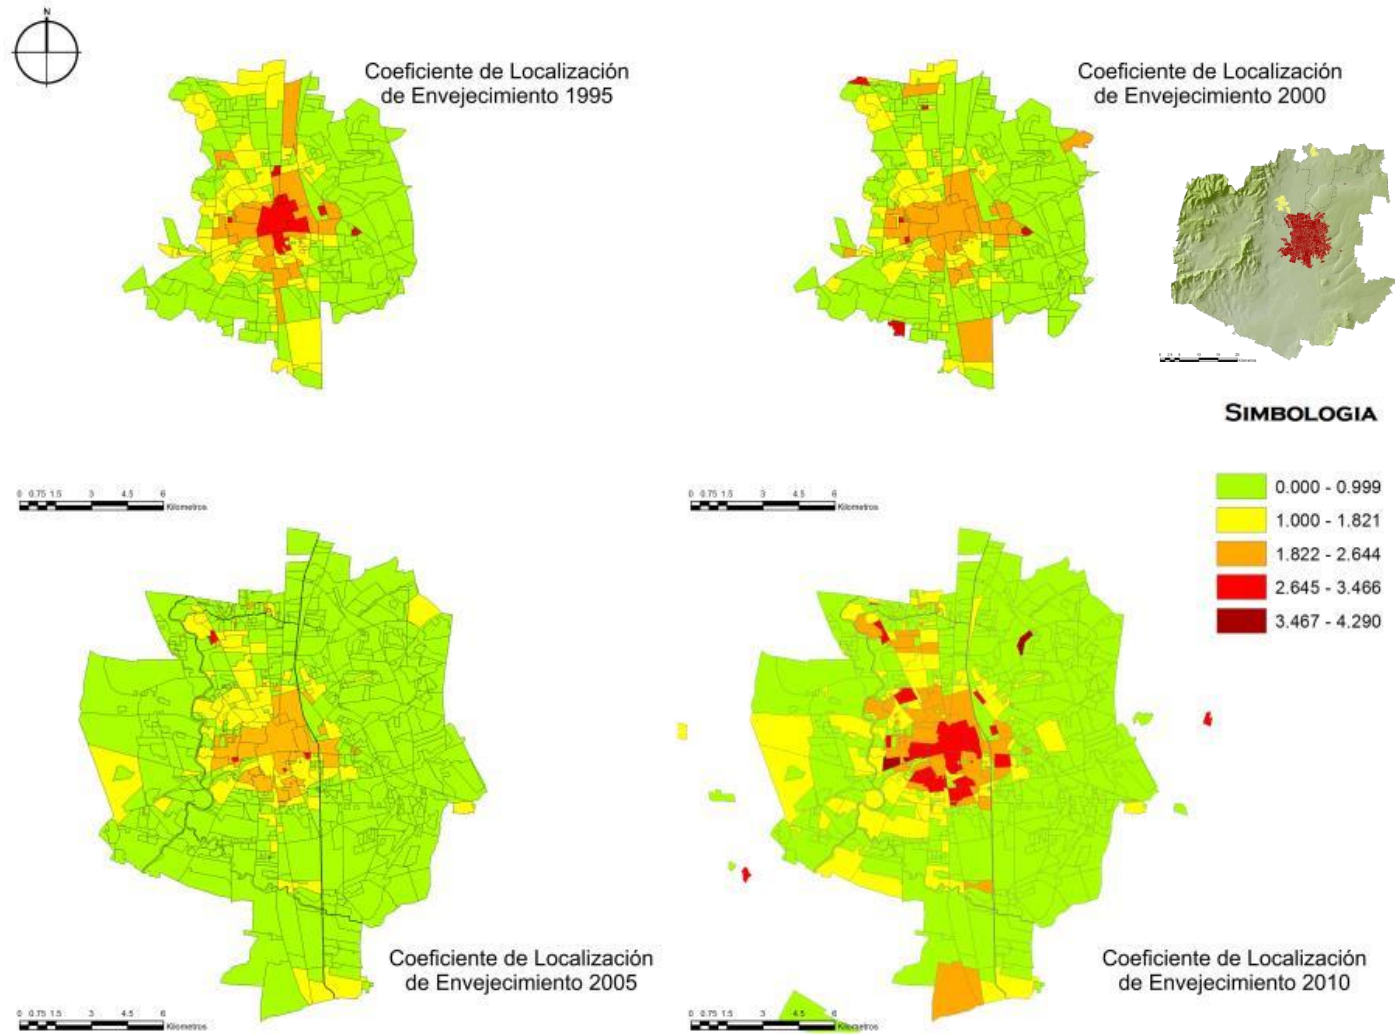 N
Coeficiente de Localización
de Envejecimiento 1995
Coeficiente de Localización
de Envejecimiento 2000
SIMBOLOGIA
0.000 - 0.999
1.000 - 1.821
1.822 - 2.644
2.645 - 3.466
3.467 - 4.290
0 0.75 1.5 3 4.5 6
Kilometros
0 0.75 1.5 3 4.5 6
Kilometros
Coeficiente de Localización
de Envejecimiento 2005
Coeficiente de Localización
de Envejecimiento 2010
0 0.75 1.5 3 4.5 6
Kilometros
0 0.75 1.5 3 4.5 6
Kilometros